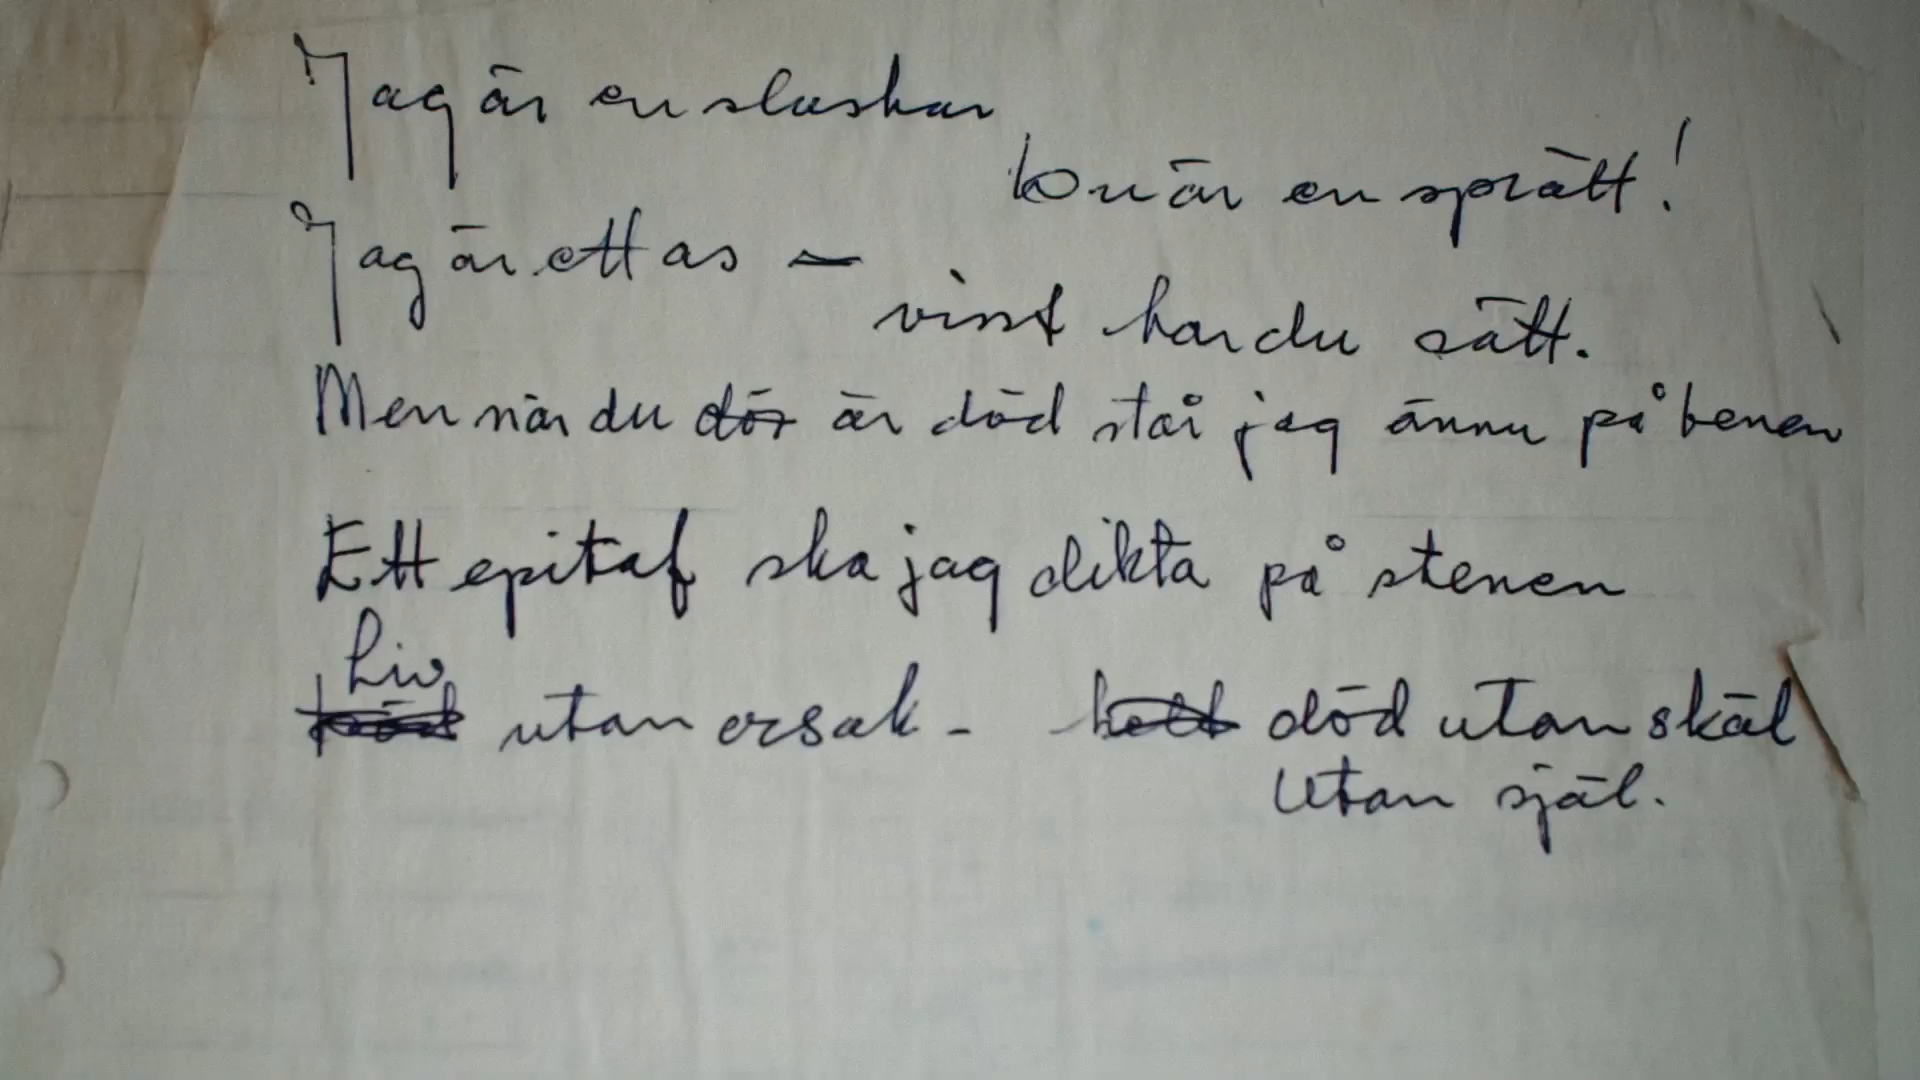 Jag är en sluskar
Du är en sprätt!
Jag är ett as —
visst har du sätt.
Men när du dör är död står jag ännu på benen
Ett epitaf ska jag dikta på stenen
Liv
utan orsak - död utan skäl
utan själ.